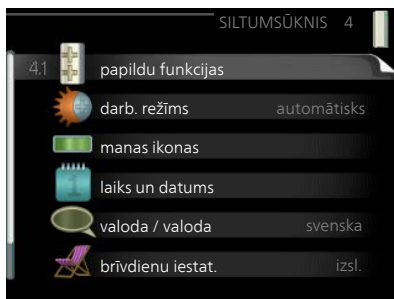 SILTUMSŪKNIS 4
4.1 papildu funkcijas
darb. režīms automātisks
manas ikonas
laiks un datums
valoda / valoda svenska
brīvdienu iestat. izsl.